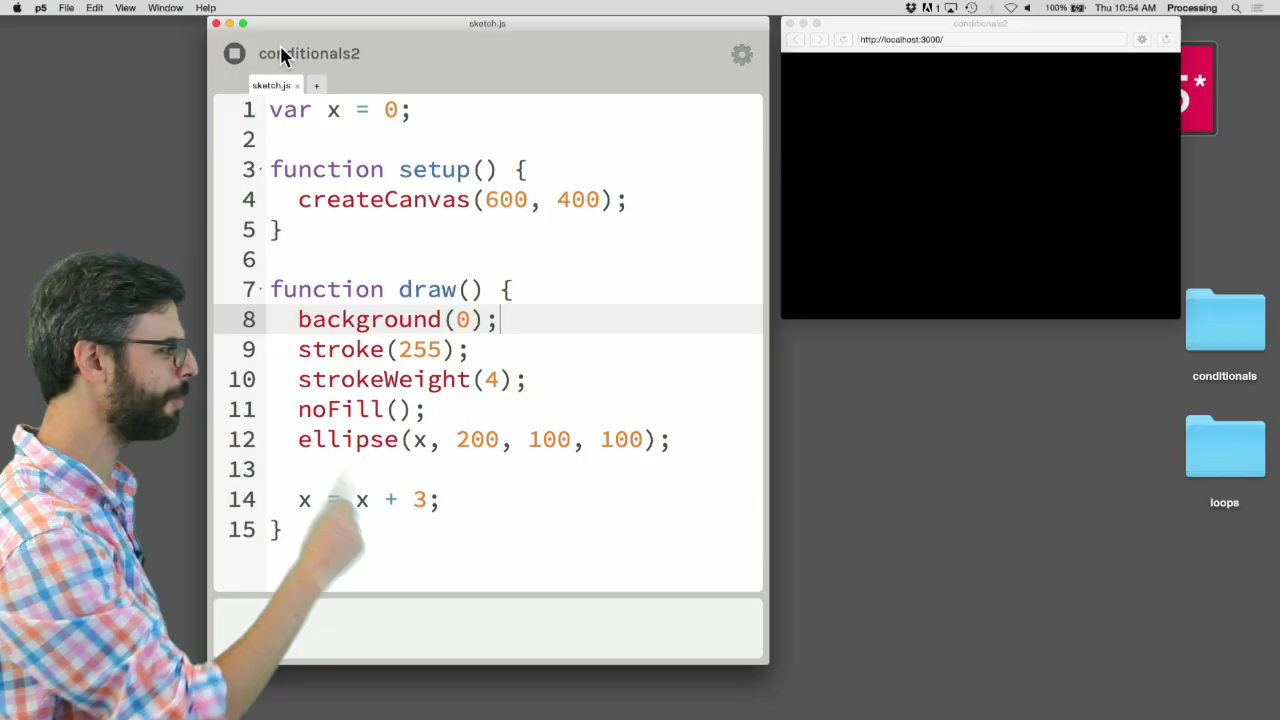 p5 File Edit View Window Help
1 100% Thu 10:54 AM Processing
sketch.js
conditionals2
sketch.js x +
1 var x = 0;
2
3 function setup() {
4 createCanvas(600, 400);
5 }
6
7 function draw() {
8 background(0);
9 stroke(255);
10 strokeWeight(4);
11 noFill();
12 ellipse(x, 200, 100, 100);
13
14 x = x + 3;
15 }
conditionals2
http://localhost:3000/
5*
conditionals
loops